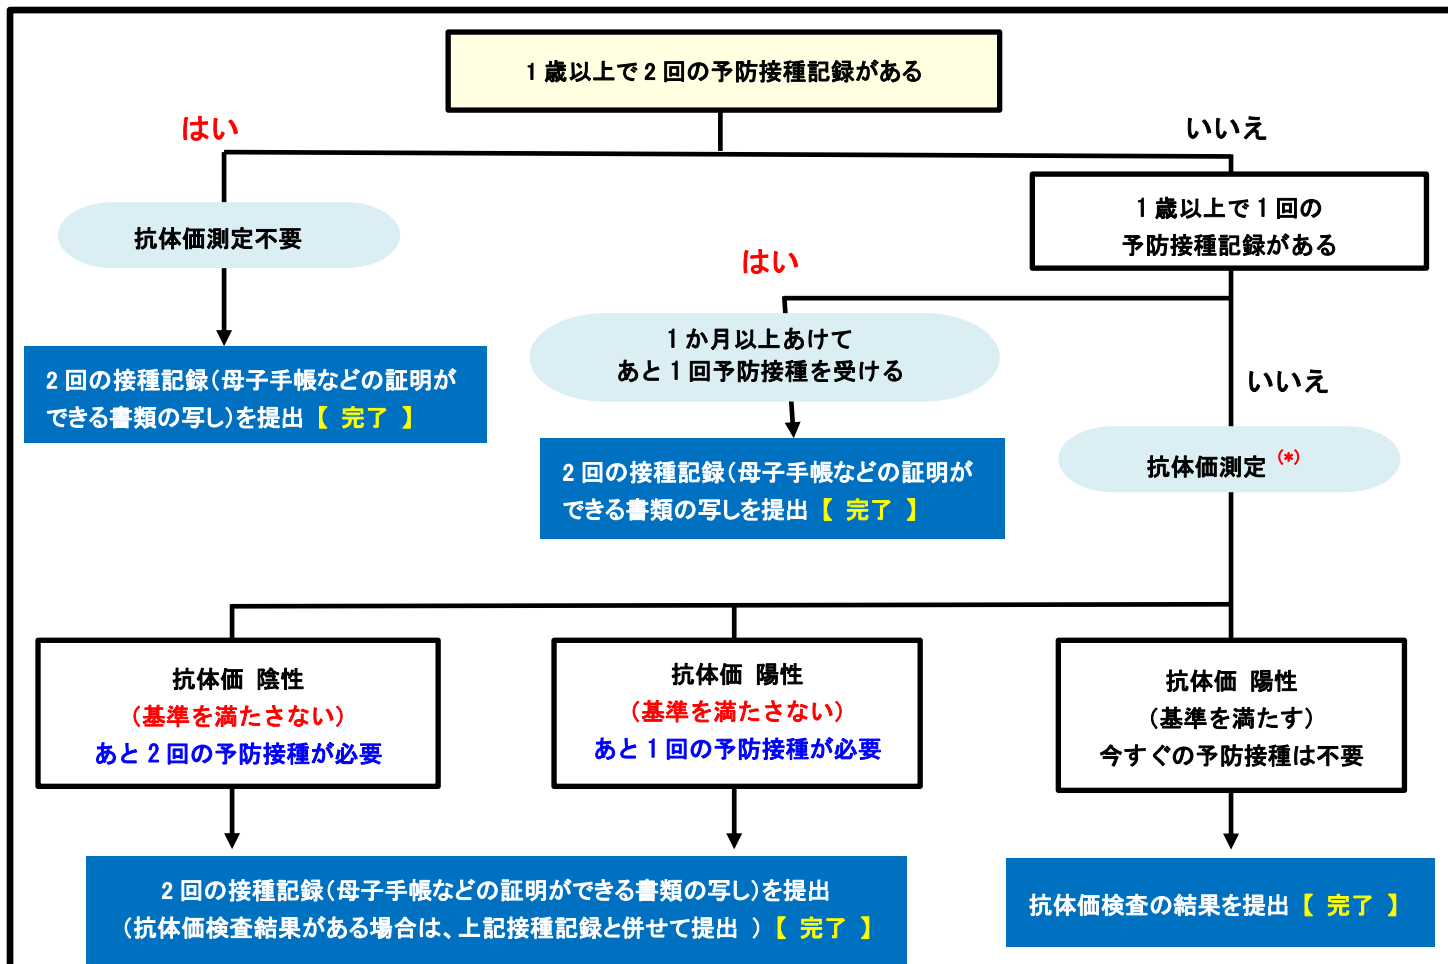 1歳以上で2回の予防接種記録がある
はい
いいえ
抗体価測定不要
1歳以上で1回の
予防接種記録がある
はい
1か月以上あけて
あと1回予防接種を受ける
2回の接種記録(母子手帳などの証明が
できる書類の写し)を提出【 完了 】
いいえ
抗体価測定 (*)
2回の接種記録(母子手帳などの証明が
できる書類の写しを提出【 完了 】
抗体価 陰性
(基準を満たさない)
あと2回の予防接種が必要
抗体価 陽性
(基準を満たさない)
あと1回の予防接種が必要
抗体価 陽性
(基準を満たす)
今すぐの予防接種は不要
2回の接種記録(母子手帳などの証明ができる書類の写し)を提出
(抗体価検査結果がある場合は、上記接種記録と併せて提出 )【 完了 】
抗体価検査の結果を提出【 完了 】